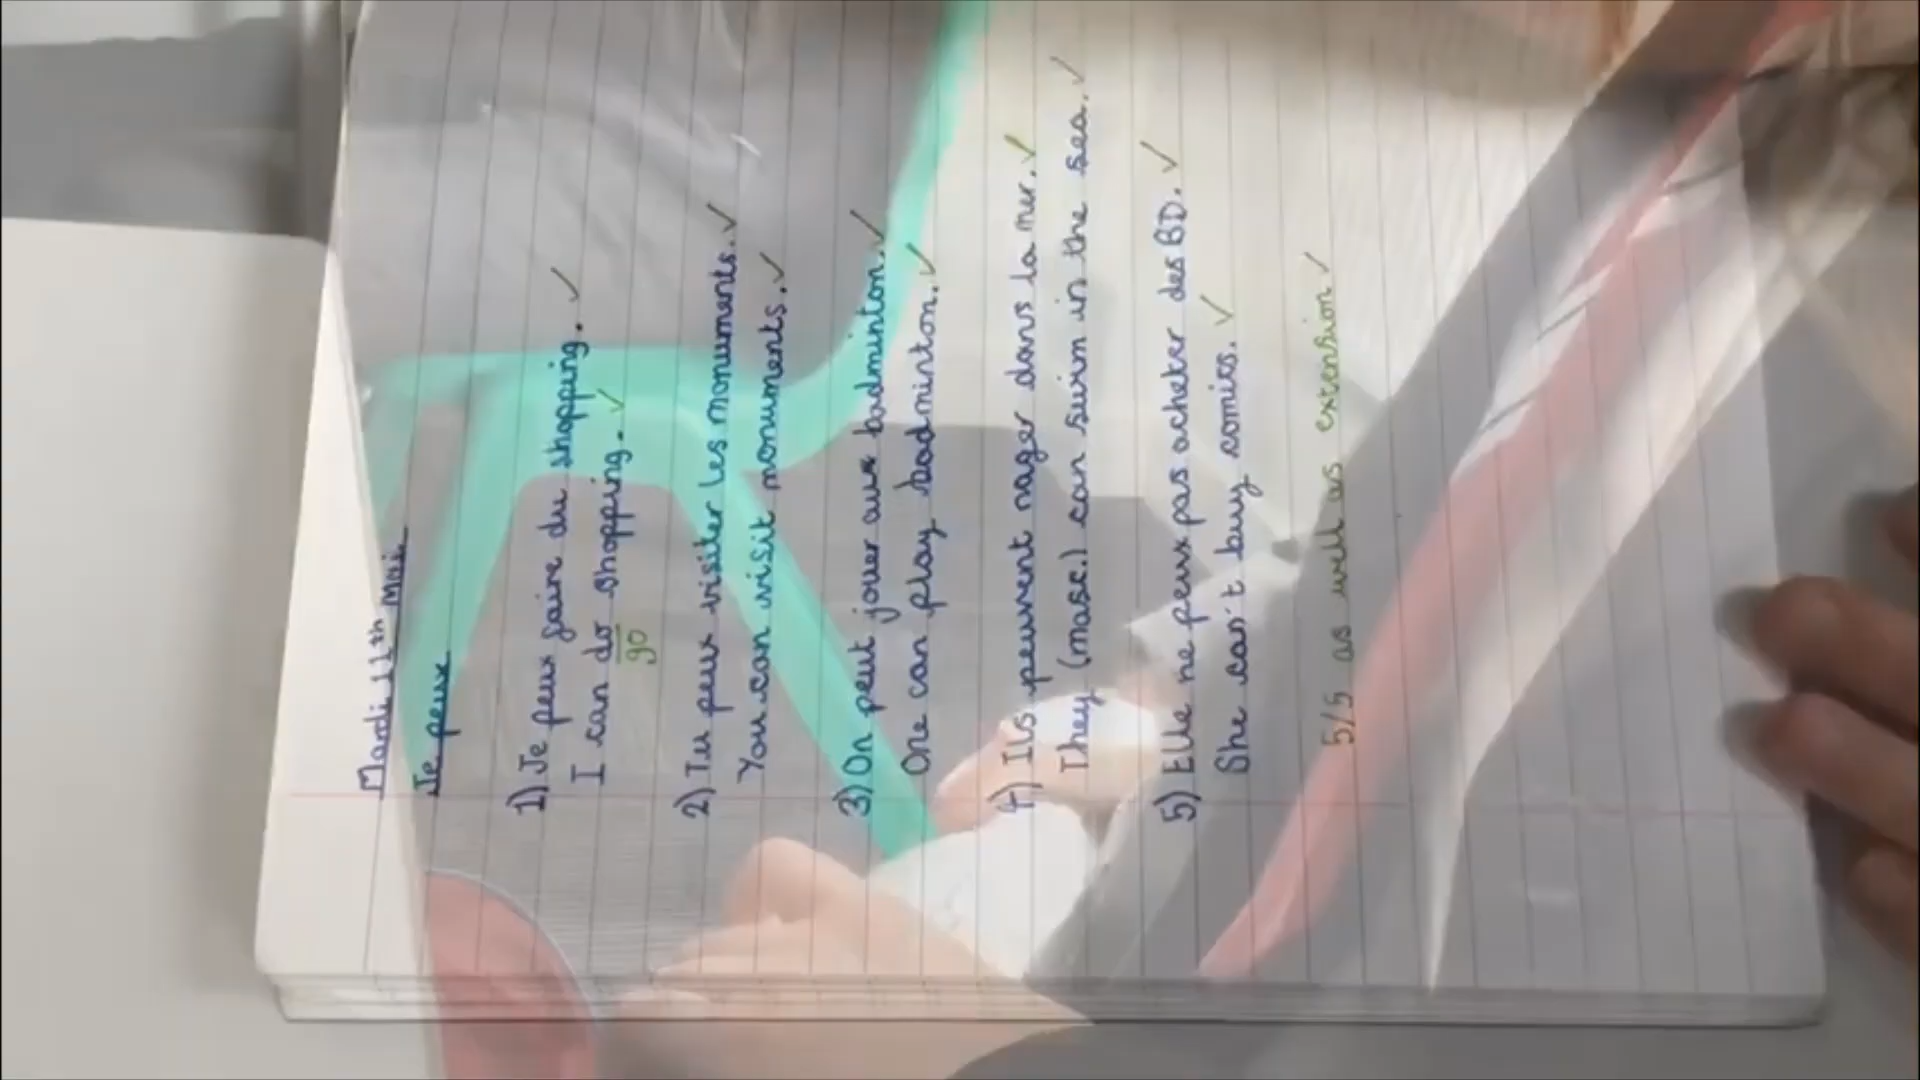 Mardi 11th Mai
Je peux
1) Je peux faire du shopping. ✓
I can do shopping. ✓
go
2) Tu peux visiter les monuments. ✓
You can visit monuments. ✓
3) On peut jouer aux badminton. ✓
One can play badminton. ✓
4) Ils peuvent nager dans la mer. ✓
They (masc.) can swim in the sea. ✓
5) Elle ne peux pas acheter des BD. ✓
She can't buy comics. ✓
5/5 as well as extension ✓